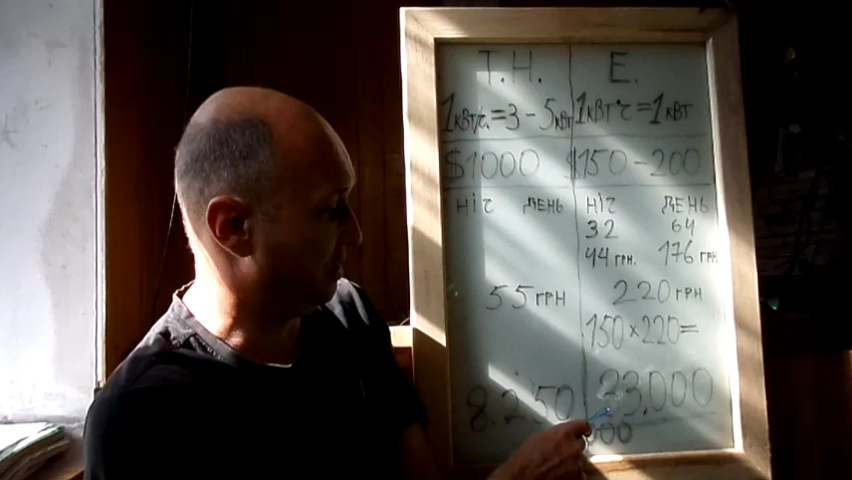 Т.Н. Е.
1кВт/г. = 3 - 5кВт 1кВт*г = 1кВт
$1000 $150 - 200
НІЧ ДЕНЬ НІЧ ДЕНЬ
32 64
44 грн. 176 грн
55 грн 220 грн
150 × 220 =
8.250 33.000
000